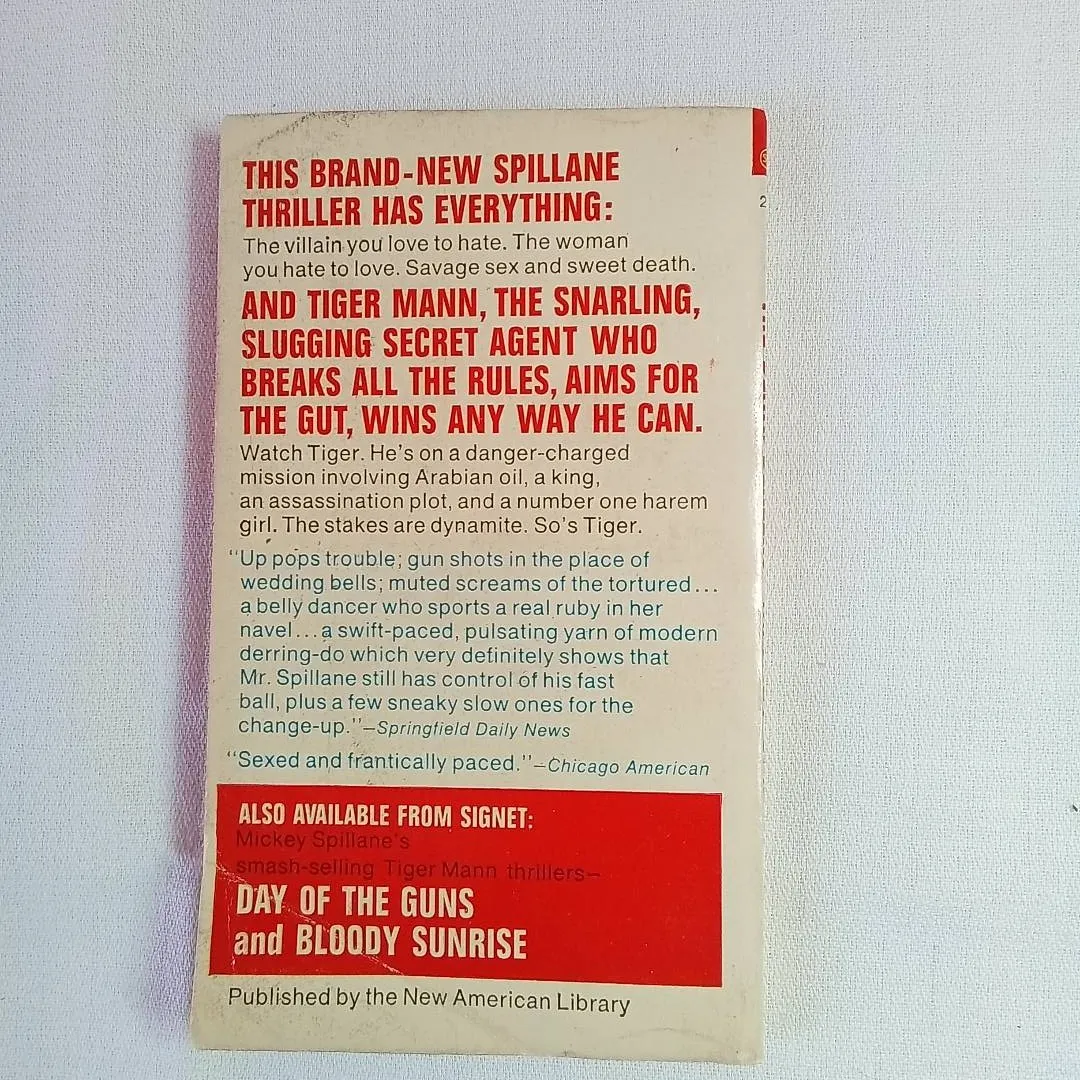 THIS BRAND-NEW SPILLANE
THRILLER HAS EVERYTHING:
The villain you love to hate. The woman
you hate to love. Savage sex and sweet death.
AND TIGER MANN, THE SNARLING,
SLUGGING SECRET AGENT WHO
BREAKS ALL THE RULES, AIMS FOR
THE GUT, WINS ANY WAY HE CAN.
Watch Tiger. He's on a danger-charged
mission involving Arabian oil, a king,
an assassination plot, and a number one harem
girl. The stakes are dynamite. So's Tiger.
"Up pops trouble; gun shots in the place of
wedding bells; muted screams of the tortured...
a belly dancer who sports a real ruby in her
navel...a swift-paced, pulsating yarn of modern
derring-do which very definitely shows that
Mr. Spillane still has control of his fast
ball, plus a few sneaky slow ones for the
change-up."—Springfield Daily News
"Sexed and frantically paced."—Chicago American
ALSO AVAILABLE FROM SIGNET:
Mickey Spillane's
smash-selling Tiger Mann thrillers—
DAY OF THE GUNS
and BLOODY SUNRISE
Published by the New American Library